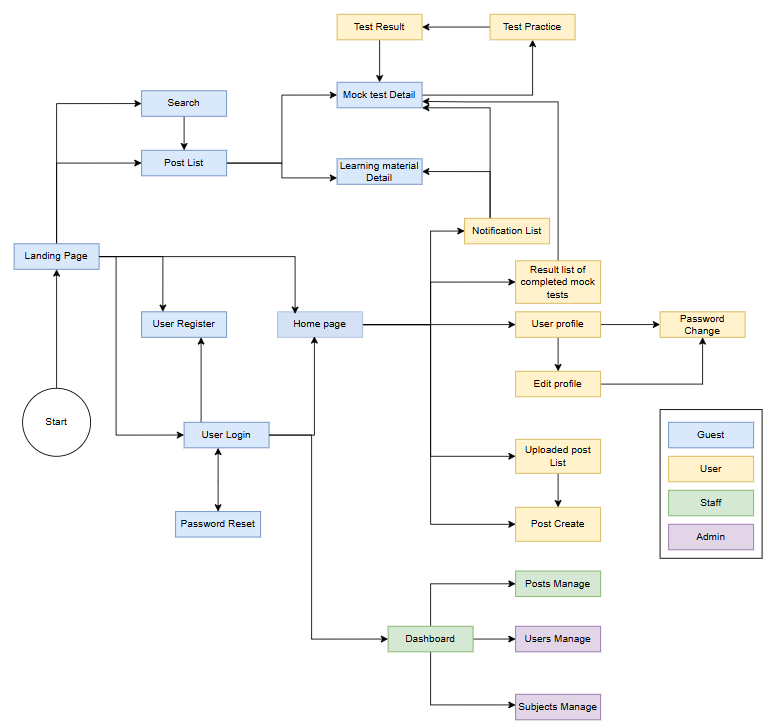 Test Result
Test Practice
Search
Mock test Detail
Post List
Learning material
Detail
Notification List
Landing Page
Result list of
completed mock
tests
User Register
Home page
User profile
Password
Change
Edit profile
Start
User Login
Guest
Uploaded post
List
User
Staff
Password Reset
Post Create
Admin
Posts Manage
Dashboard
Users Manage
Subjects Manage